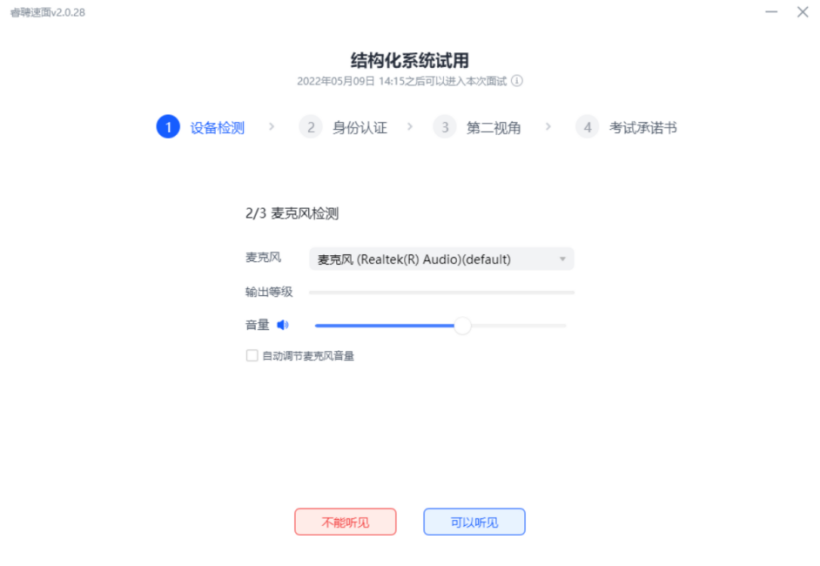 睿聘速面v2.0.28
结构化系统试用
2022年05月09日 14:15之后可以进入本次面试
1 设备检测 > 2 身份认证 > 3 第二视角 > 4 考试承诺书
2/3 麦克风检测
麦克风 麦克风 (Realtek(R) Audio)(default)
输出等级
音量
自动调节麦克风音量
不能听见 可以听见